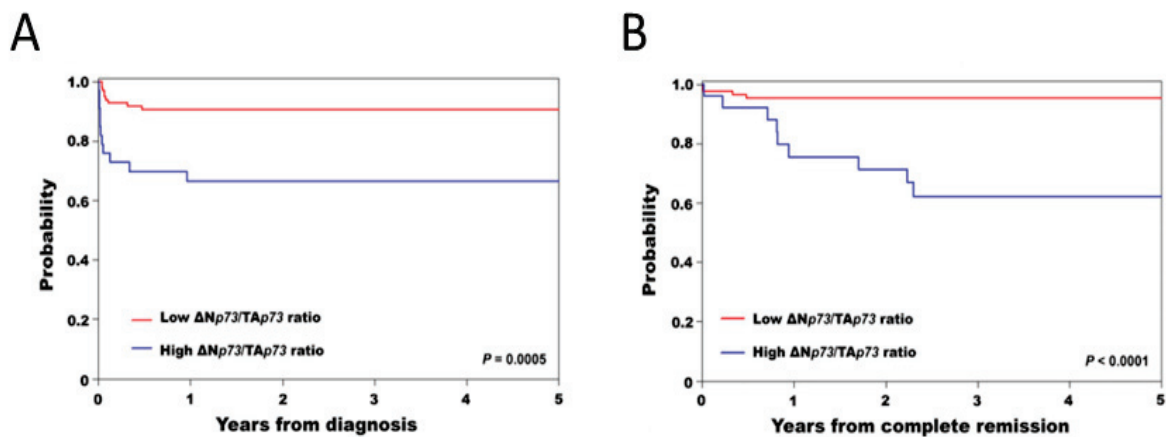 A
Probability
1.0
0.8
0.6
0.4
0.2
0
Low ΔNp73/TAp73 ratio
High ΔNp73/TAp73 ratio
P = 0.0005
0 1 2 3 4 5
Years from diagnosis
B
Probability
1.0
0.8
0.6
0.4
0.2
0
Low ΔNp73/TAp73 ratio
High ΔNp73/TAp73 ratio
P < 0.0001
0 1 2 3 4 5
Years from complete remission